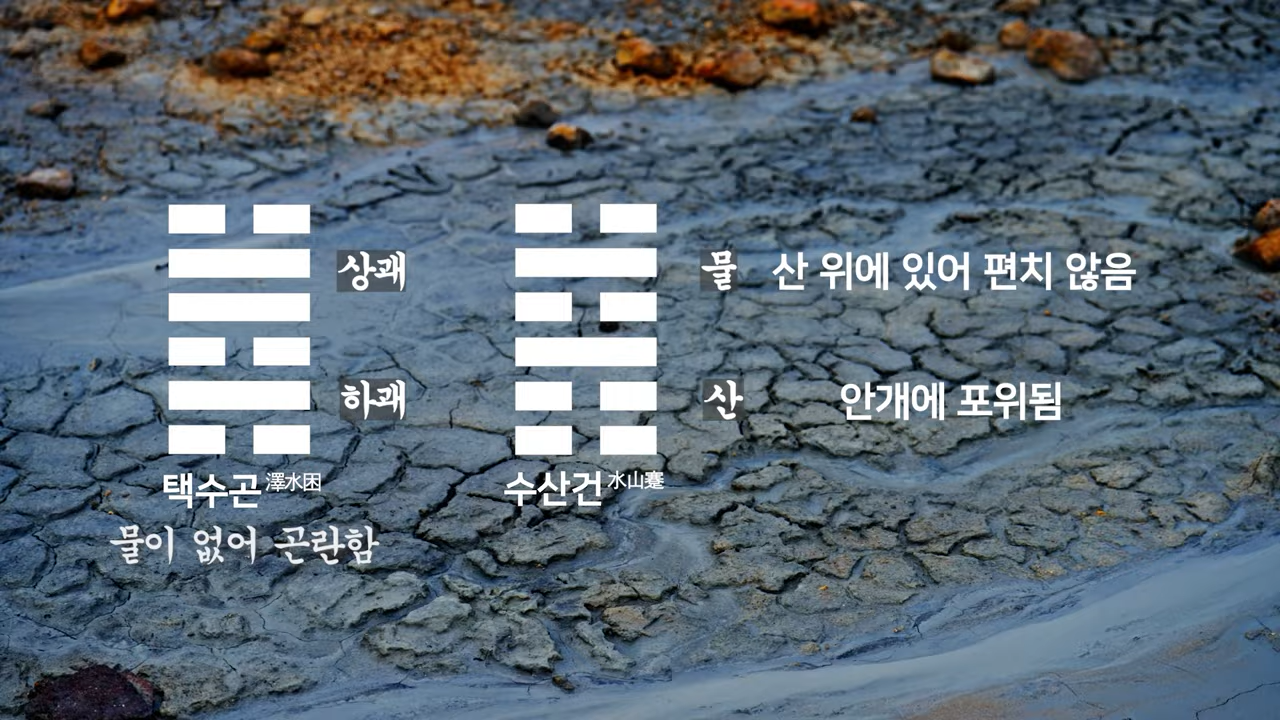 상괘
물 산 위에 있어 편치 않음
하괘
산 안개에 포위됨
택수곤 澤水困
수산건 水山蹇
물이 없어 곤란함